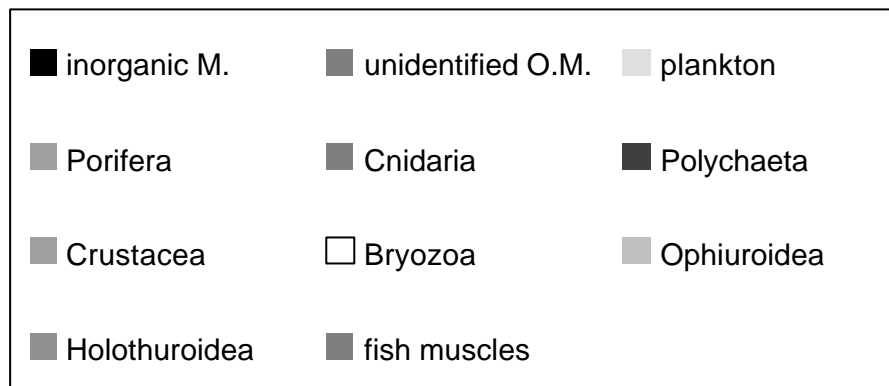 inorganic M. unidentified O.M. plankton
Porifera Cnidaria Polychaeta
Crustacea Bryozoa Ophiuroidea
Holothuroidea fish muscles